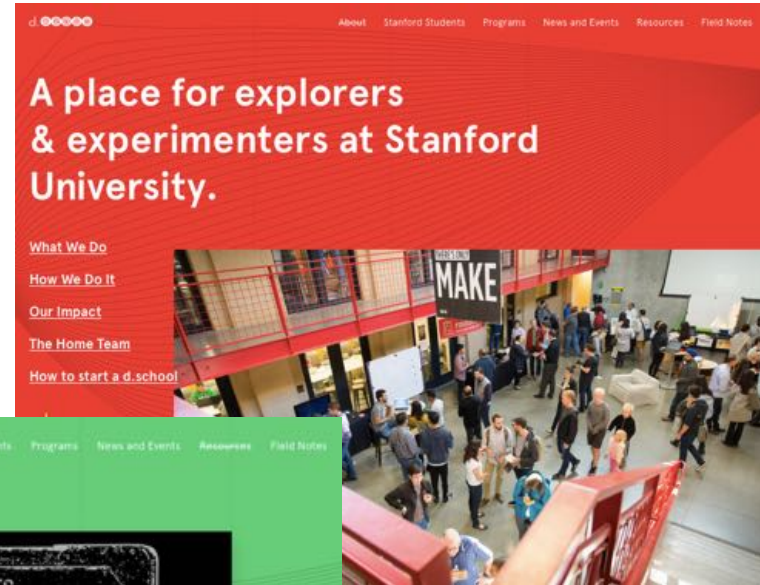 d.
About Stanford Students Programs News and Events Resources Field Notes
A place for explorers
& experimenters at Stanford
University.
What We Do
How We Do It
Our Impact
The Home Team
How to start a d.school
THERE'S ONLY
MAKE
Programs News and Events Resources Field Notes